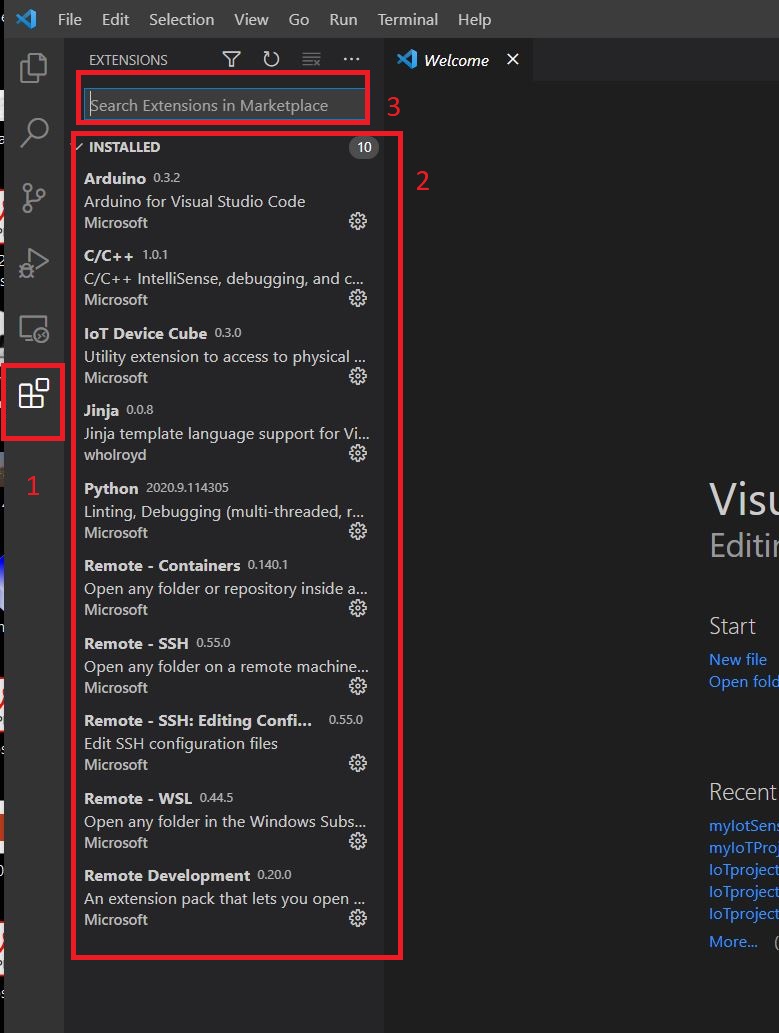 File Edit Selection View Go Run Terminal Help
EXTENSIONS
Welcome
Search Extensions in Marketplace
3
INSTALLED 10
2
Arduino 0.3.2
Arduino for Visual Studio Code
Microsoft
C/C++ 1.0.1
C/C++ IntelliSense, debugging, and c...
Microsoft
IoT Device Cube 0.3.0
Utility extension to access to physical ...
Microsoft
Jinja 0.0.8
Jinja template language support for Vi...
wholroyd
1
Python 2020.9.114305
Linting, Debugging (multi-threaded, r...
Microsoft
Remote - Containers 0.140.1
Open any folder or repository inside a...
Microsoft
Remote - SSH 0.55.0
Open any folder on a remote machine...
Microsoft
Remote - SSH: Editing Confi... 0.55.0
Edit SSH configuration files
Microsoft
Remote - WSL 0.44.5
Open any folder in the Windows Subs...
Microsoft
Remote Development 0.20.0
An extension pack that lets you open ...
Microsoft
Visu
Editin
Start
New file
Open fold
Recent
myIotSens
myIoTProj
IoTproject
IoTproject
IoTproject
More... (